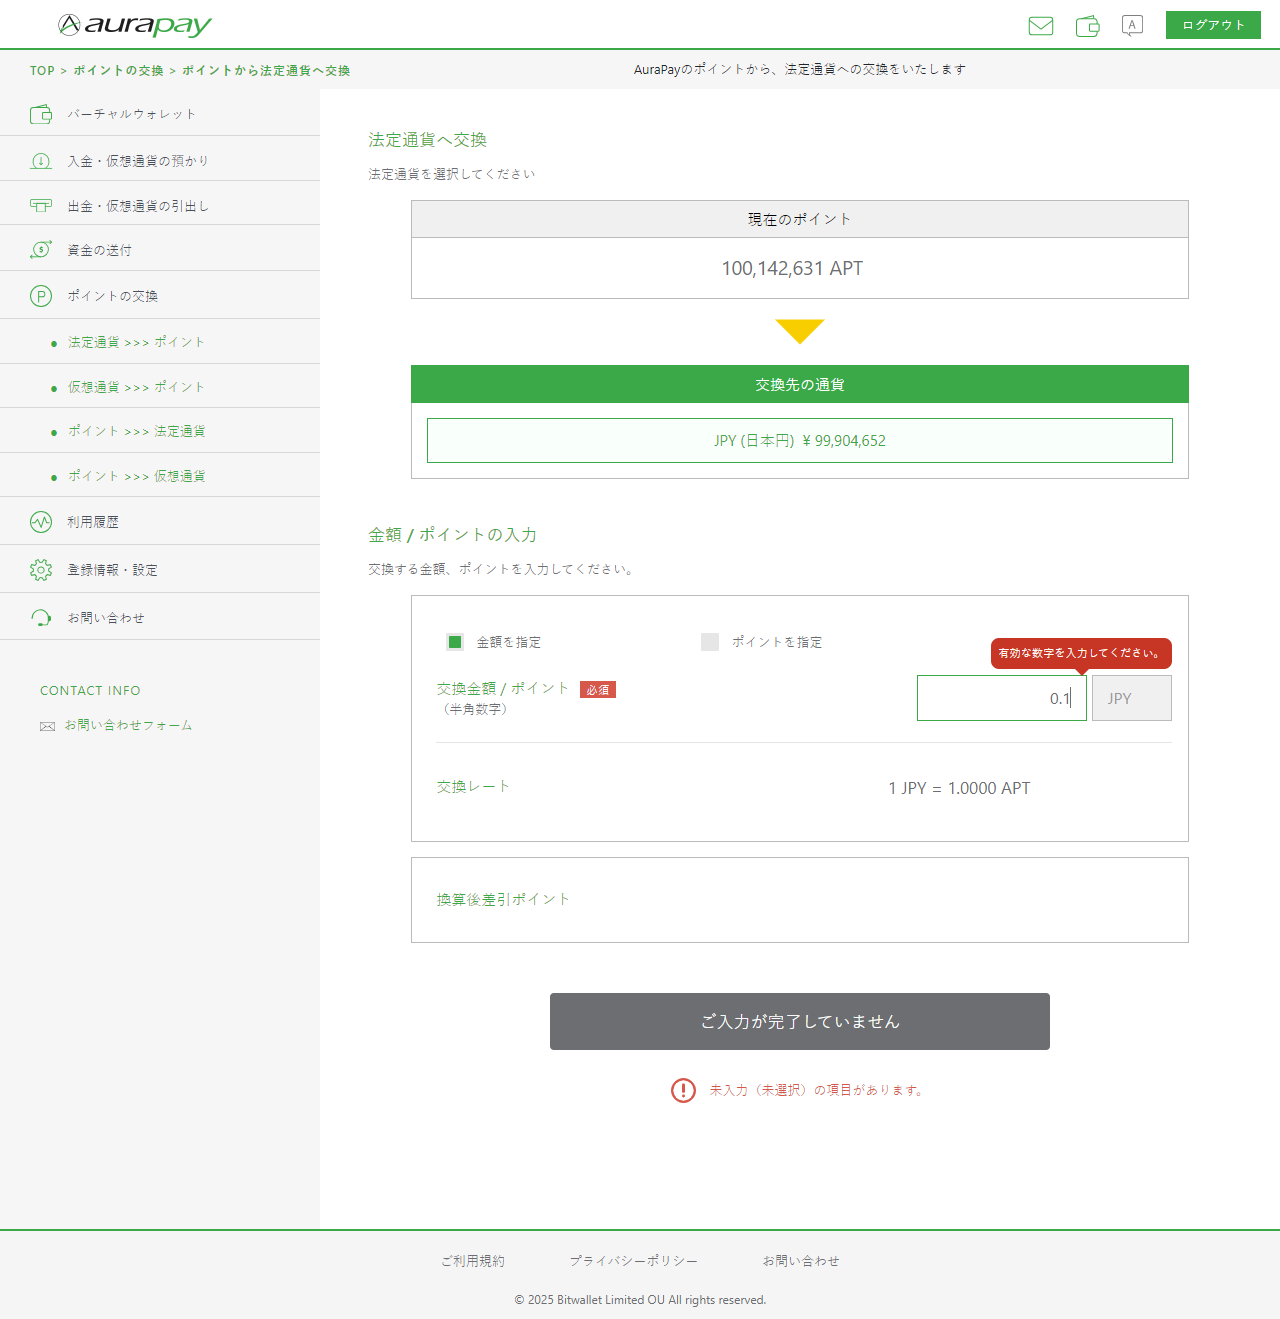 aurapay
A
ログアウト
TOP > ポイントの交換 > ポイントから法定通貨へ交換
AuraPayのポイントから、法定通貨への交換をいたします
バーチャルウォレット
入金・仮想通貨の預かり
出金・仮想通貨の引出し
資金の送付
ポイントの交換
法定通貨 >>> ポイント
仮想通貨 >>> ポイント
ポイント >>> 法定通貨
ポイント >>> 仮想通貨
利用履歴
登録情報・設定
お問い合わせ
CONTACT INFO
お問い合わせフォーム
法定通貨へ交換
法定通貨を選択してください
現在のポイント
100,142,631 APT
交換先の通貨
JPY (日本円) ¥ 99,904,652
金額 / ポイントの入力
交換する金額、ポイントを入力してください。
金額を指定
ポイントを指定
有効な数字を入力してください。
交換金額 / ポイント 必須
（半角数字）
0.1
JPY
交換レート
1 JPY = 1.0000 APT
換算後差引ポイント
ご入力が完了していません
未入力（未選択）の項目があります。
ご利用規約
プライバシーポリシー
お問い合わせ
© 2025 Bitwallet Limited OU All rights reserved.